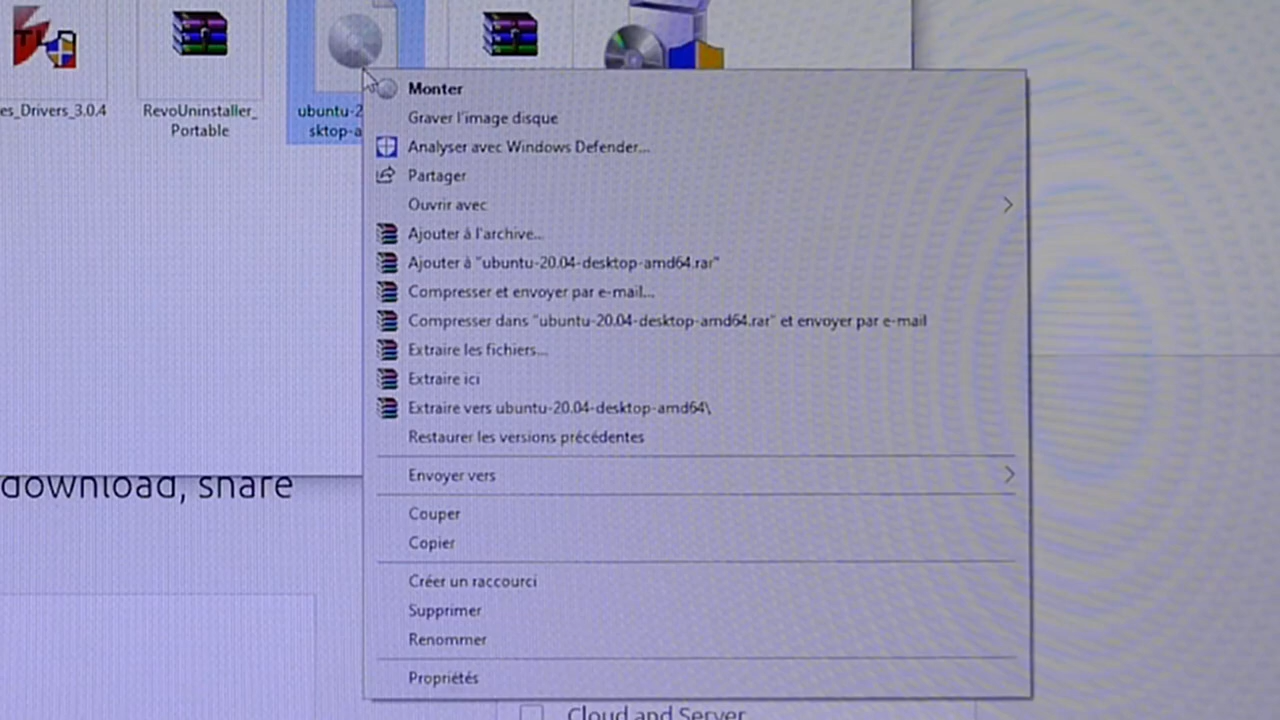 es_Drivers_3.0.4
RevoUninstaller_
Portable
ubuntu-2
sktop-a
Monter
Graver l'image disque
Analyser avec Windows Defender...
Partager
Ouvrir avec
Ajouter à l'archive...
Ajouter à "ubuntu-20.04-desktop-amd64.rar"
Compresser et envoyer par e-mail...
Compresser dans "ubuntu-20.04-desktop-amd64.rar" et envoyer par e-mail
Extraire les fichiers...
Extraire ici
Extraire vers ubuntu-20.04-desktop-amd64\
Restaurer les versions précédentes
Envoyer vers
Couper
Copier
Créer un raccourci
Supprimer
Renommer
Propriétés
download, share
Cloud and Server